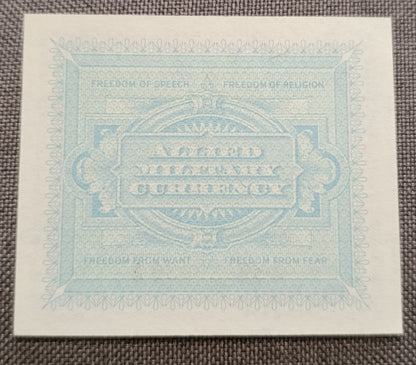 FREEDOM OF SPEECH FREEDOM OF RELIGION
ALLIED
MILITARY
CURRENCY
FREEDOM FROM WANT FREEDOM FROM FEAR